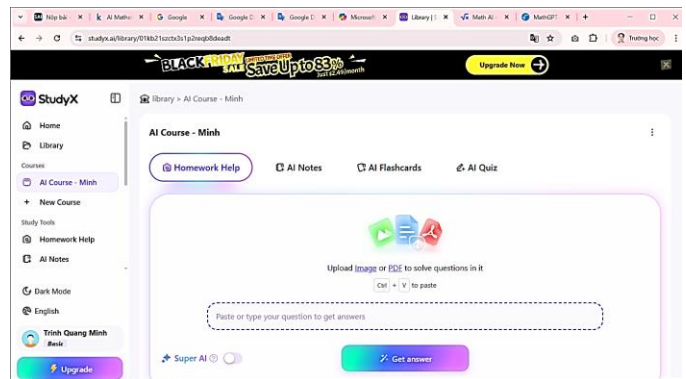 Nộp bài
AI Mathe
Google
Google D
Google D
Microsoft
Library | S
Math AI -
MathGPT
studyx.ai/library/01kb21szctx3s1p2reqb8deadt
Trường học
BLACK FRIDAY SALE
LIMITED TIME OFFER
Save Up to 83%
Just $2.49/month
Upgrade Now
StudyX
library > AI Course - Minh
Home
Library
Courses
AI Course - Minh
+ New Course
Study Tools
Homework Help
AI Notes
Dark Mode
English
Trinh Quang Minh
Basic
Upgrade
AI Course - Minh
Homework Help
AI Notes
AI Flashcards
AI Quiz
Upload Image or PDF to solve questions in it
Ctrl + V to paste
Paste or type your question to get answers
Super AI
Get answer